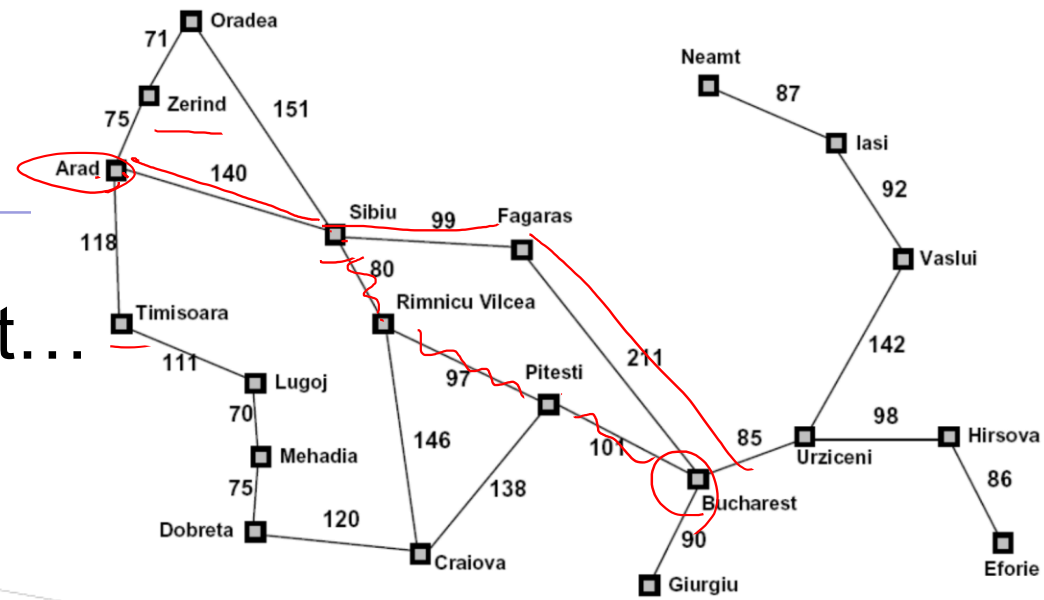 Oradea
71
Neamt
87
Zerind
151
75
Iasi
Arad
140
92
Sibiu
99
Fagaras
118
80
Vaslui
Rimnicu Vilcea
Timisoara
t...
142
111
211
Pitesti
97
Lugoj
70
98
85
Hirsova
146
101
Urziceni
Mehadia
86
75
138
Bucharest
120
Dobreta
90
Craiova
Eforie
Giurgiu